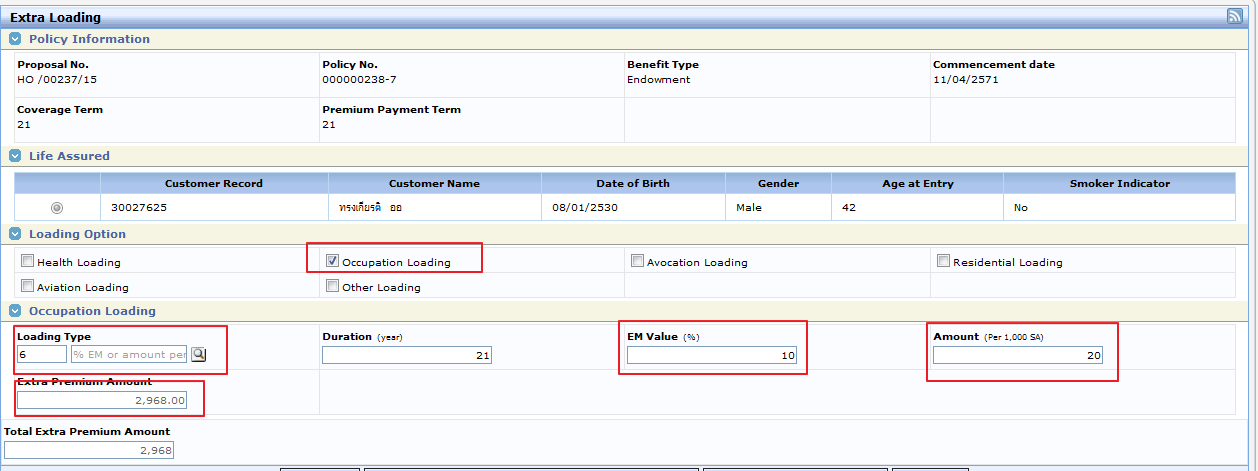 Extra Loading
Policy Information
Proposal No. Policy No. Benefit Type Commencement date
HO /00237/15 000000238-7 Endowment 11/04/2571
Coverage Term Premium Payment Term
21 21
Life Assured
Customer Record Customer Name Date of Birth Gender Age at Entry Smoker Indicator
30027625 ทรงเกียรติ ออ 08/01/2530 Male 42 No
Loading Option
Health Loading Occupation Loading Avocation Loading Residential Loading
Aviation Loading Other Loading
Occupation Loading
Loading Type Duration (year) EM Value (%) Amount (Per 1,000 SA)
6 % EM or amount per 21 10 20
Extra Premium Amount
2,968.00
Total Extra Premium Amount
2,968